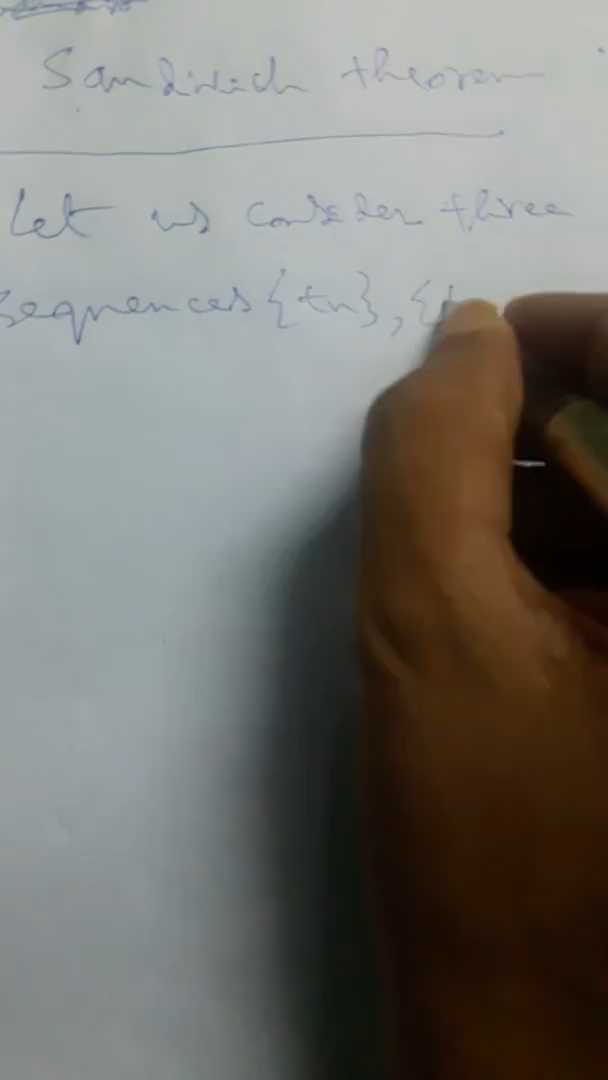 Sandwich theorem
Let us consider three
sequences {tn}, {